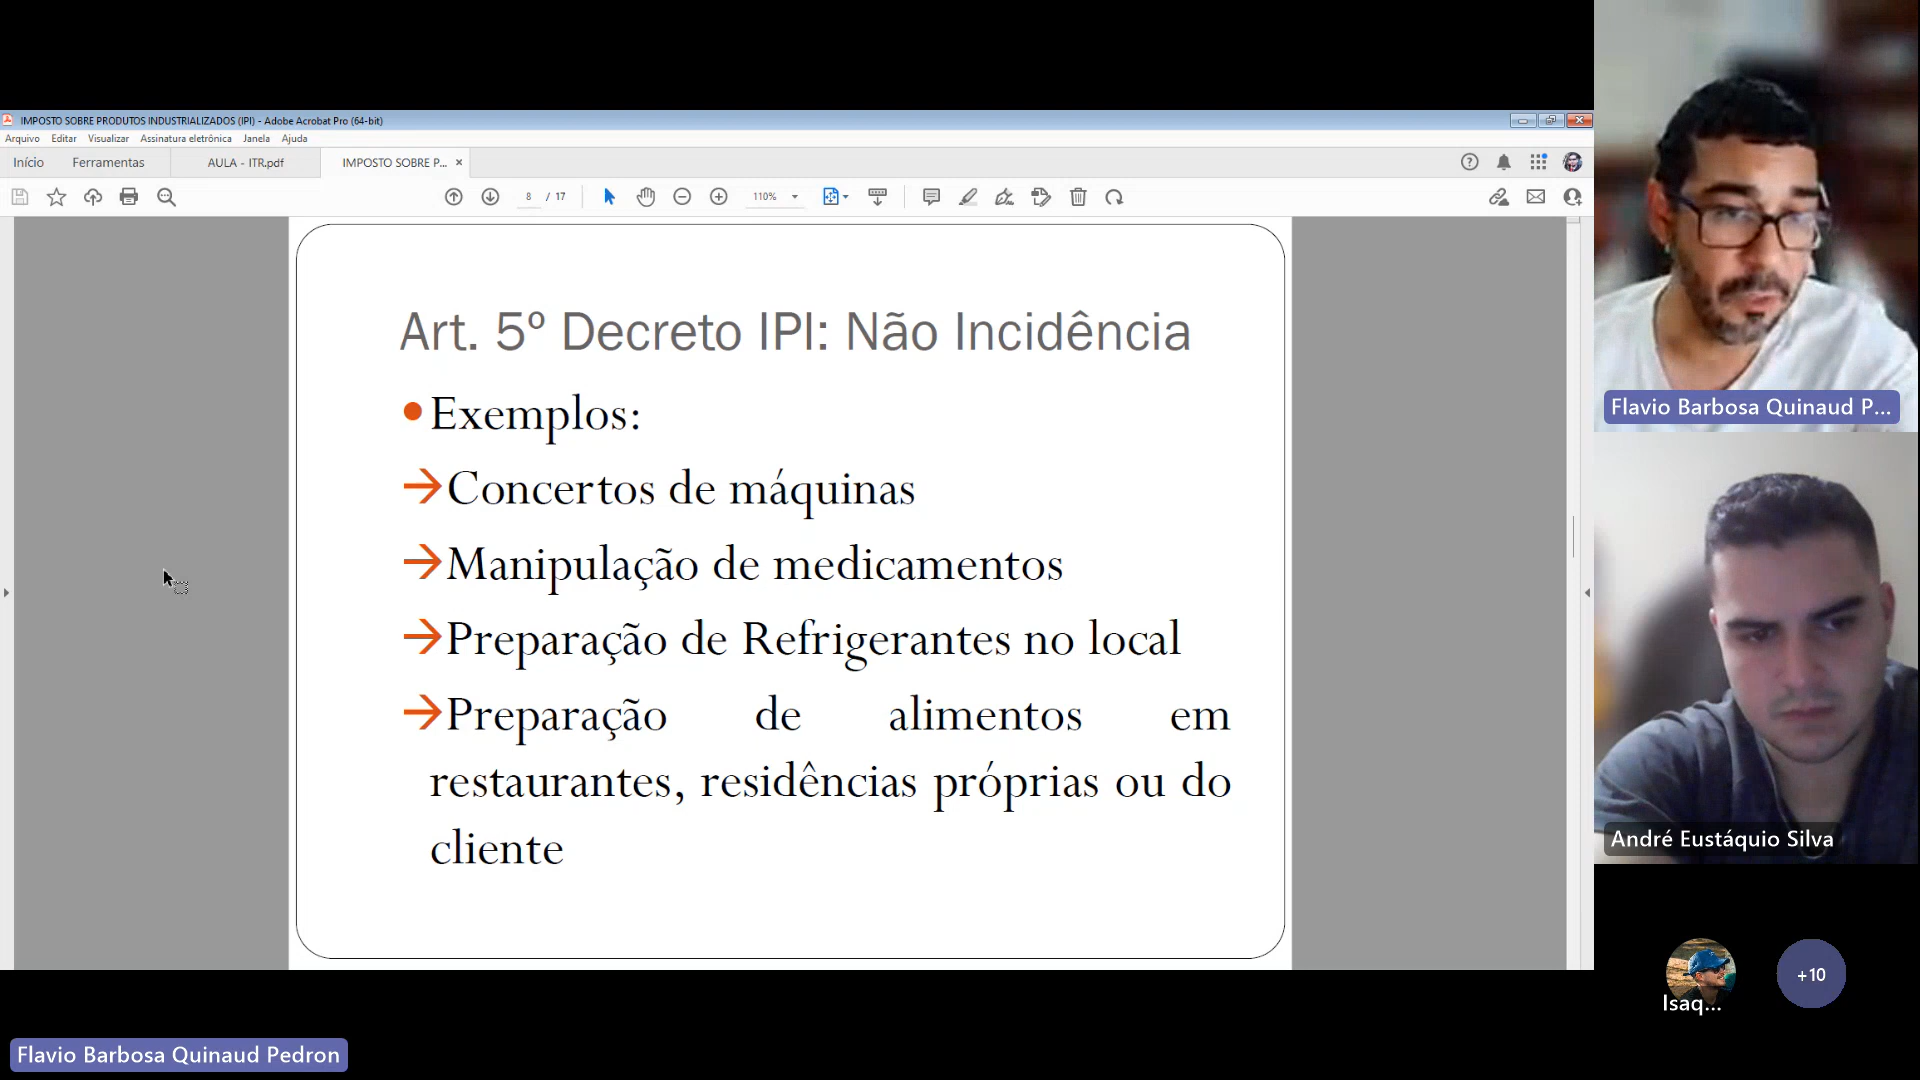 IMPOSTO SOBRE PRODUTOS INDUSTRIALIZADOS (IPI) - Adobe Acrobat Pro (64-bit)
Arquivo Editar Visualizar Assinatura eletrônica Janela Ajuda
Início Ferramentas AULA - ITR.pdf IMPOSTO SOBRE P... ×
8 / 17 110%
Art. 5º Decreto IPI: Não Incidência
Exemplos:
Concertos de máquinas
Manipulação de medicamentos
Preparação de Refrigerantes no local
Preparação de alimentos em
restaurantes, residências próprias ou do
cliente
Flavio Barbosa Quinaud P...
André Eustáquio Silva
Isaq...
+10
Flavio Barbosa Quinaud Pedron